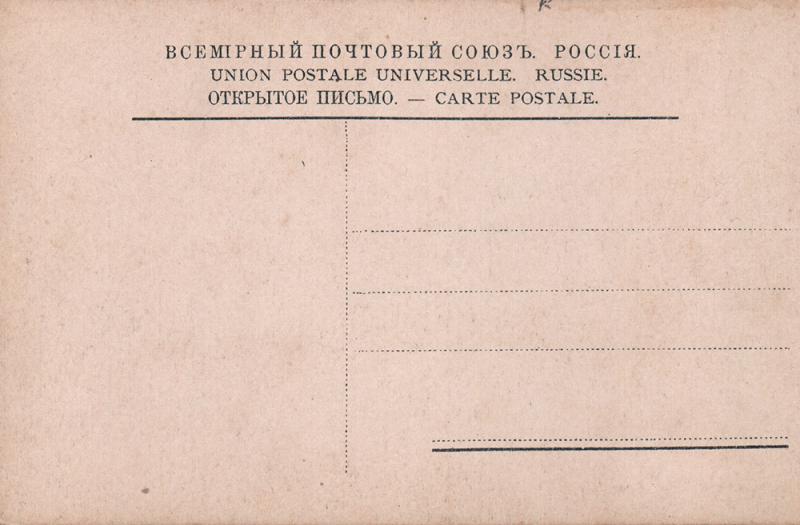 ВСЕМІРНЫЙ ПОЧТОВЫЙ СОЮЗЪ. РОССІЯ.
UNION POSTALE UNIVERSELLE. RUSSIE.
ОТКРЫТОЕ ПИСЬМО. — CARTE POSTALE.